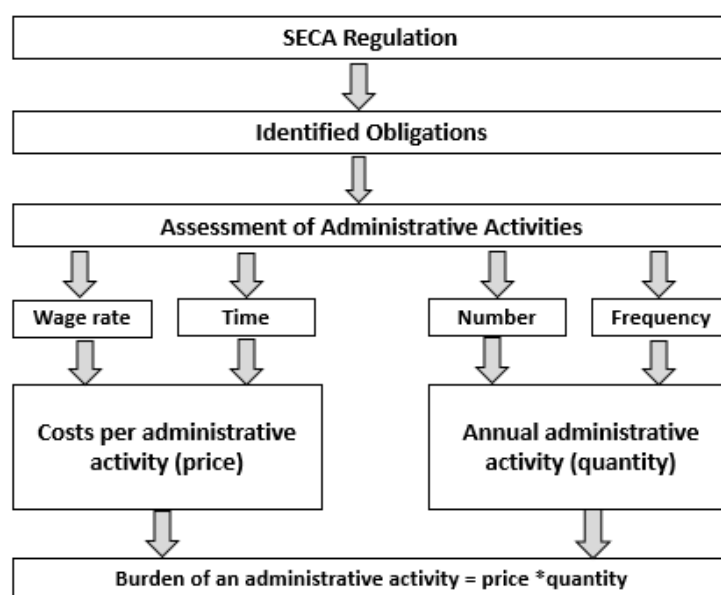 SECA Regulation
Identified Obligations
Assessment of Administrative Activities
Wage rate
Time
Number
Frequency
Costs per administrative
activity (price)
Annual administrative
activity (quantity)
Burden of an administrative activity = price *quantity